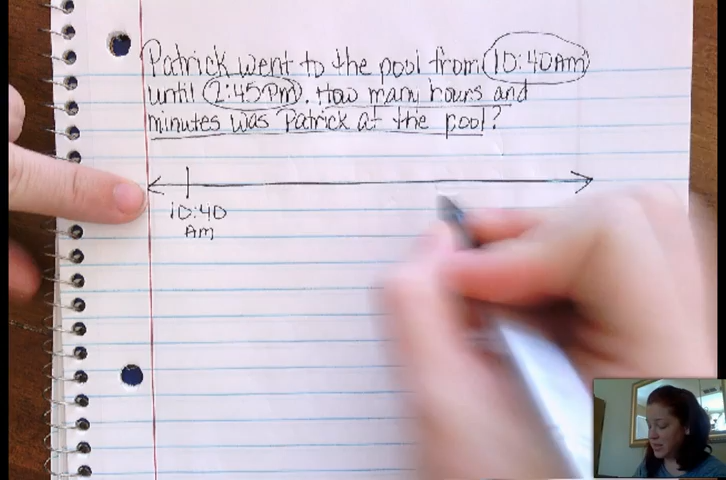 Patrick went to the pool from 10:40AM
until 2:45PM. How many hours and
minutes was Patrick at the pool?
10:40
AM